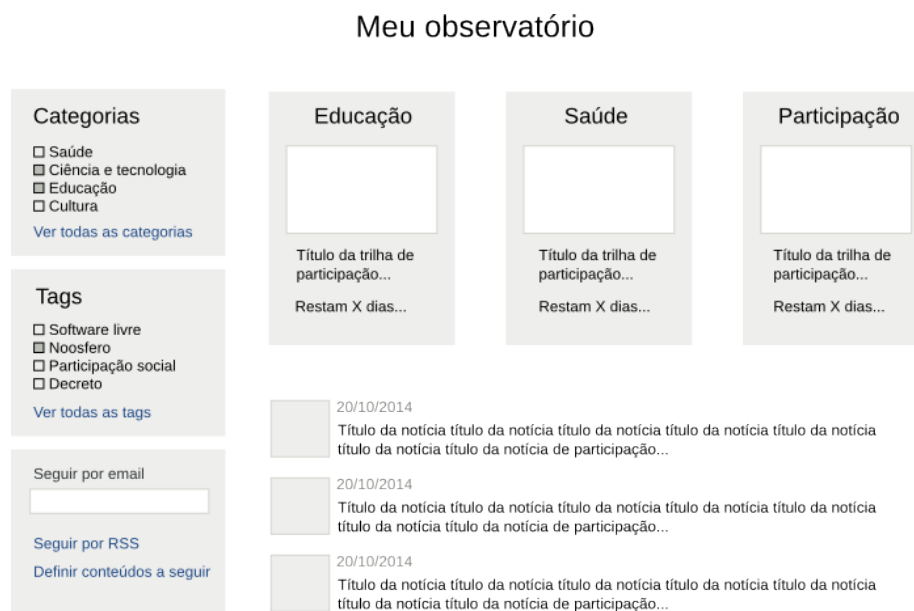 Meu observatório
Categorias
Saúde
Ciência e tecnologia
Educação
Cultura
Ver todas as categorias
Tags
Software livre
Noosfero
Participação social
Decreto
Ver todas as tags
Seguir por email
Seguir por RSS
Definir conteúdos a seguir
Educação
Título da trilha de
participação...
Restam X dias...
Saúde
Título da trilha de
participação...
Restam X dias...
Participação
Título da trilha de
participação...
Restam X dias...
20/10/2014
Título da notícia título da notícia título da notícia título da notícia título da notícia
título da notícia título da notícia de participação...
20/10/2014
Título da notícia título da notícia título da notícia título da notícia título da notícia
título da notícia título da notícia de participação...
20/10/2014
Título da notícia título da notícia título da notícia título da notícia título da notícia
título da notícia título da notícia de participação...